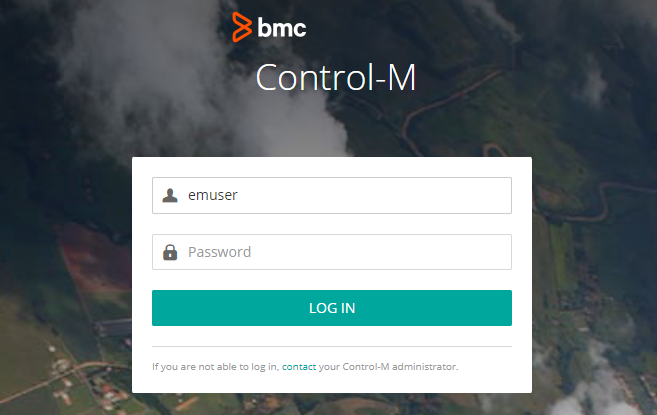 bmc
Control-M
emuser
Password
LOG IN
If you are not able to log in, contact your Control-M administrator.